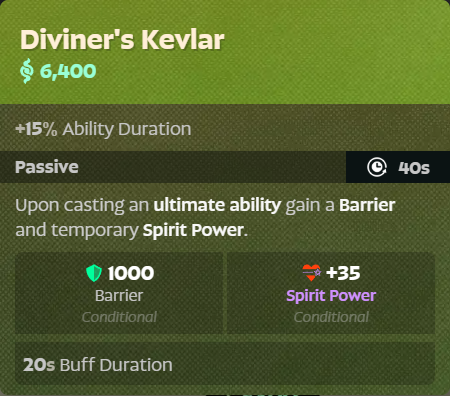 Diviner's Kevlar
6,400
+15% Ability Duration
Passive
40s
Upon casting an ultimate ability gain a Barrier
and temporary Spirit Power.
1000
Barrier
Conditional
+35
Spirit Power
Conditional
20s Buff Duration